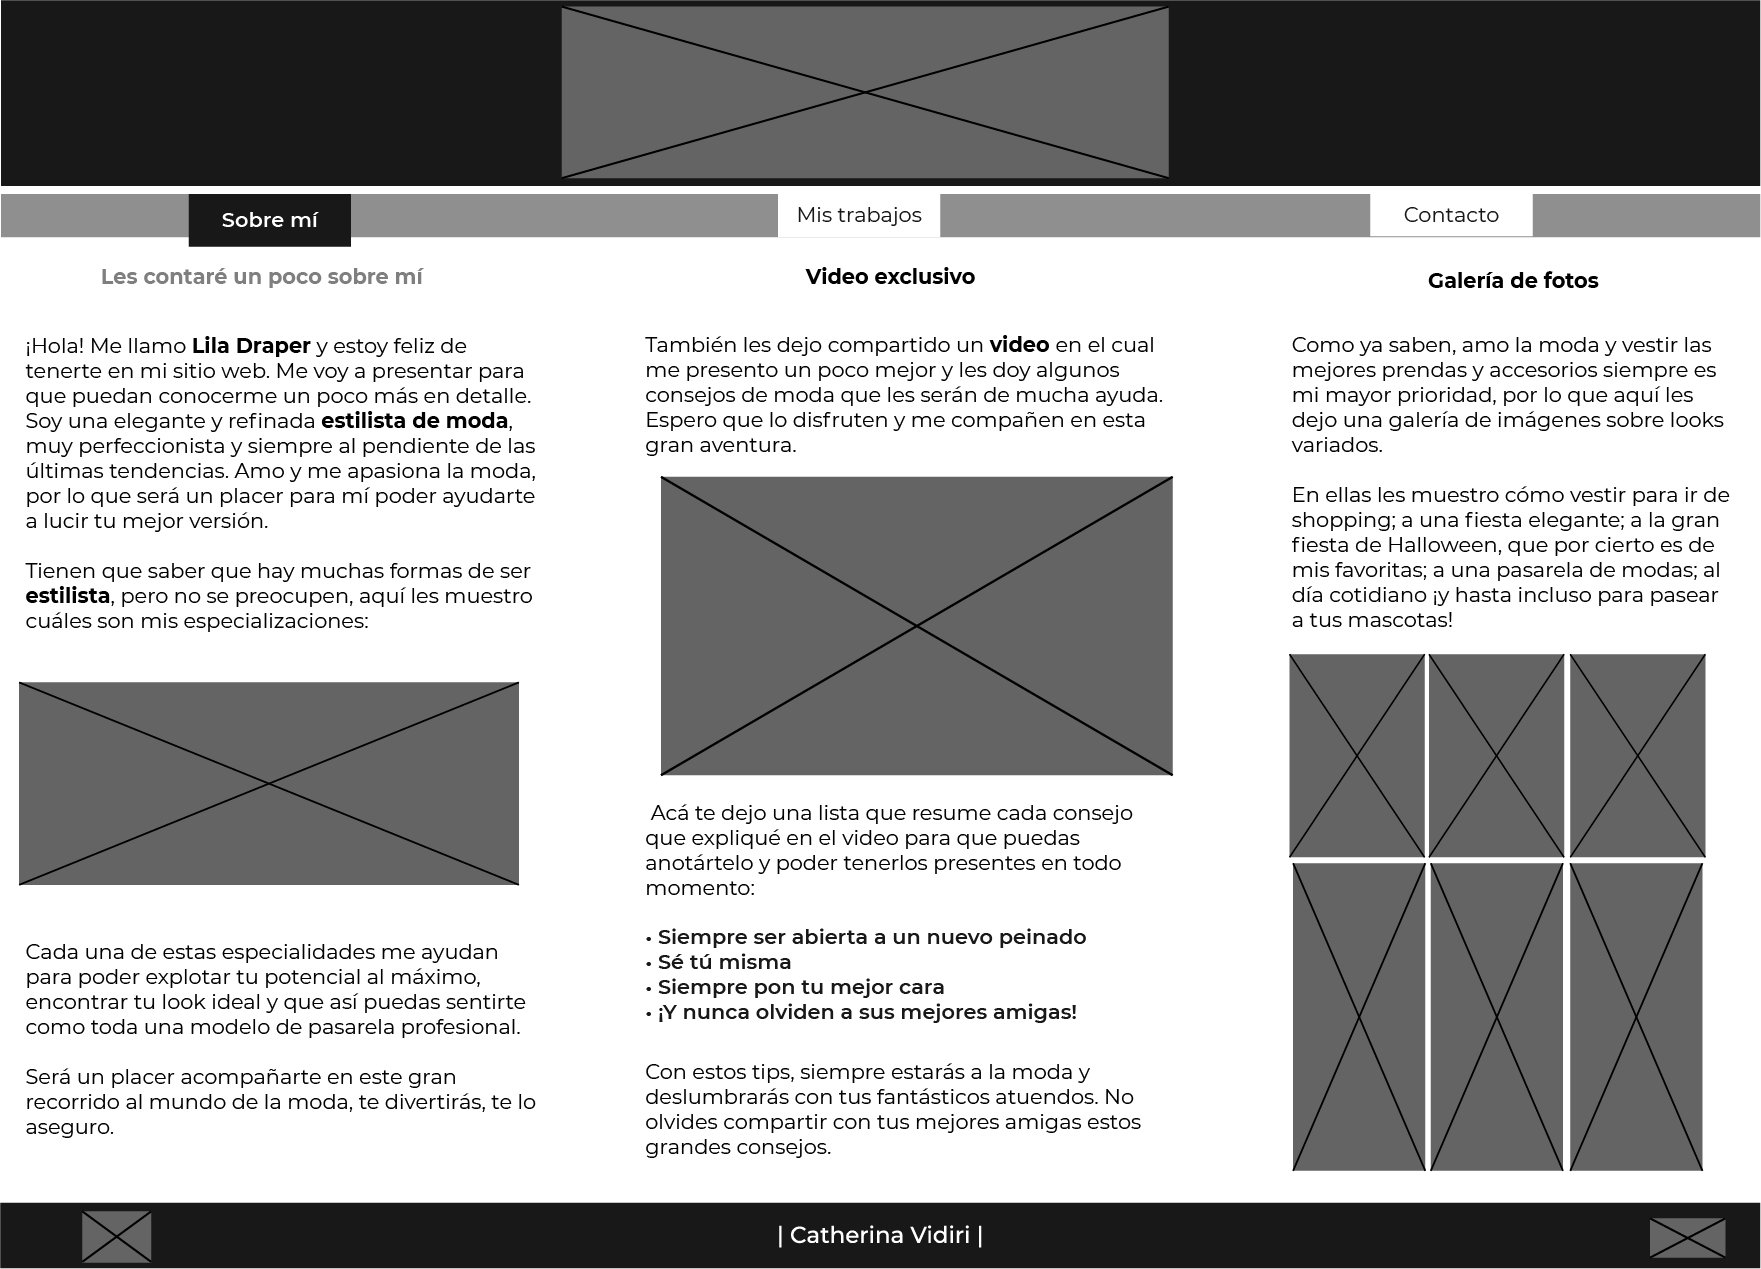 Sobre mí
Mis trabajos
Contacto
Les contaré un poco sobre mí
¡Hola! Me llamo Lila Draper y estoy feliz de
tenerte en mi sitio web. Me voy a presentar para
que puedan conocerme un poco más en detalle.
Soy una elegante y refinada estilista de moda,
muy perfeccionista y siempre al pendiente de las
últimas tendencias. Amo y me apasiona la moda,
por lo que será un placer para mí poder ayudarte
a lucir tu mejor versión.
Tienen que saber que hay muchas formas de ser
estilista, pero no se preocupen, aquí les muestro
cuáles son mis especializaciones:
Cada una de estas especialidades me ayudan
para poder explotar tu potencial al máximo,
encontrar tu look ideal y que así puedas sentirte
como toda una modelo de pasarela profesional.
Será un placer acompañarte en este gran
recorrido al mundo de la moda, te divertirás, te lo
aseguro.
Video exclusivo
También les dejo compartido un video en el cual
me presento un poco mejor y les doy algunos
consejos de moda que les serán de mucha ayuda.
Espero que lo disfruten y me compañen en esta
gran aventura.
Acá te dejo una lista que resume cada consejo
que expliqué en el video para que puedas
anotártelo y poder tenerlos presentes en todo
momento:
• Siempre ser abierta a un nuevo peinado
• Sé tú misma
• Siempre pon tu mejor cara
• ¡Y nunca olviden a sus mejores amigas!
Con estos tips, siempre estarás a la moda y
deslumbrarás con tus fantásticos atuendos. No
olvides compartir con tus mejores amigas estos
grandes consejos.
Galería de fotos
Como ya saben, amo la moda y vestir las
mejores prendas y accesorios siempre es
mi mayor prioridad, por lo que aquí les
dejo una galería de imágenes sobre looks
variados.
En ellas les muestro cómo vestir para ir de
shopping; a una fiesta elegante; a la gran
fiesta de Halloween, que por cierto es de
mis favoritas; a una pasarela de modas; al
día cotidiano ¡y hasta incluso para pasear
a tus mascotas!
| Catherina Vidiri |